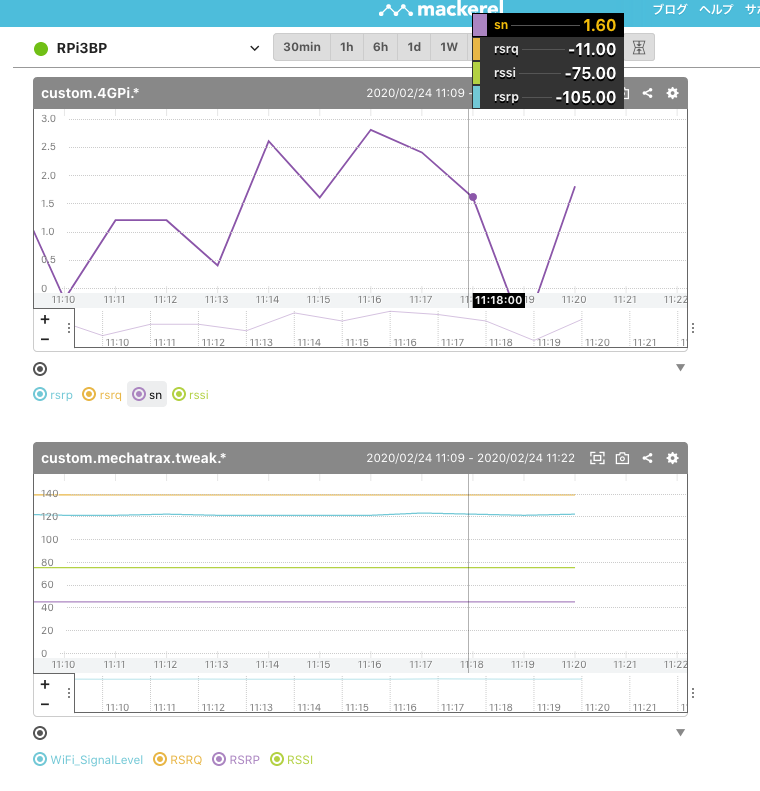 mackerel
ブログ ヘルプ サポ
RPi3BP 30min 1h 6h 1d 1W
sn 1.60
rsrq -11.00
rssi -75.00
rsrp -105.00
custom.4GPi.* 2020/02/24 11:09 -
3.0
2.5
2.0
1.5
1.0
0.5
0
11:10 11:11 11:12 11:13 11:14 11:15 11:16 11:17 11:18:00 19 11:20 11:21 11:22
+
−
11:10 11:11 11:12 11:13 11:14 11:15 11:16 11:17 11:18 11:19 11:20 11:21
rsrp rsrq sn rssi
custom.mechatrax.tweak.* 2020/02/24 11:09 - 2020/02/24 11:22
140
120
100
80
60
40
20
0
11:10 11:11 11:12 11:13 11:14 11:15 11:16 11:17 11:18 11:19 11:20 11:21 11:22
+
−
11:10 11:11 11:12 11:13 11:14 11:15 11:16 11:17 11:18 11:19 11:20 11:21
WiFi_SignalLevel RSRQ RSRP RSSI